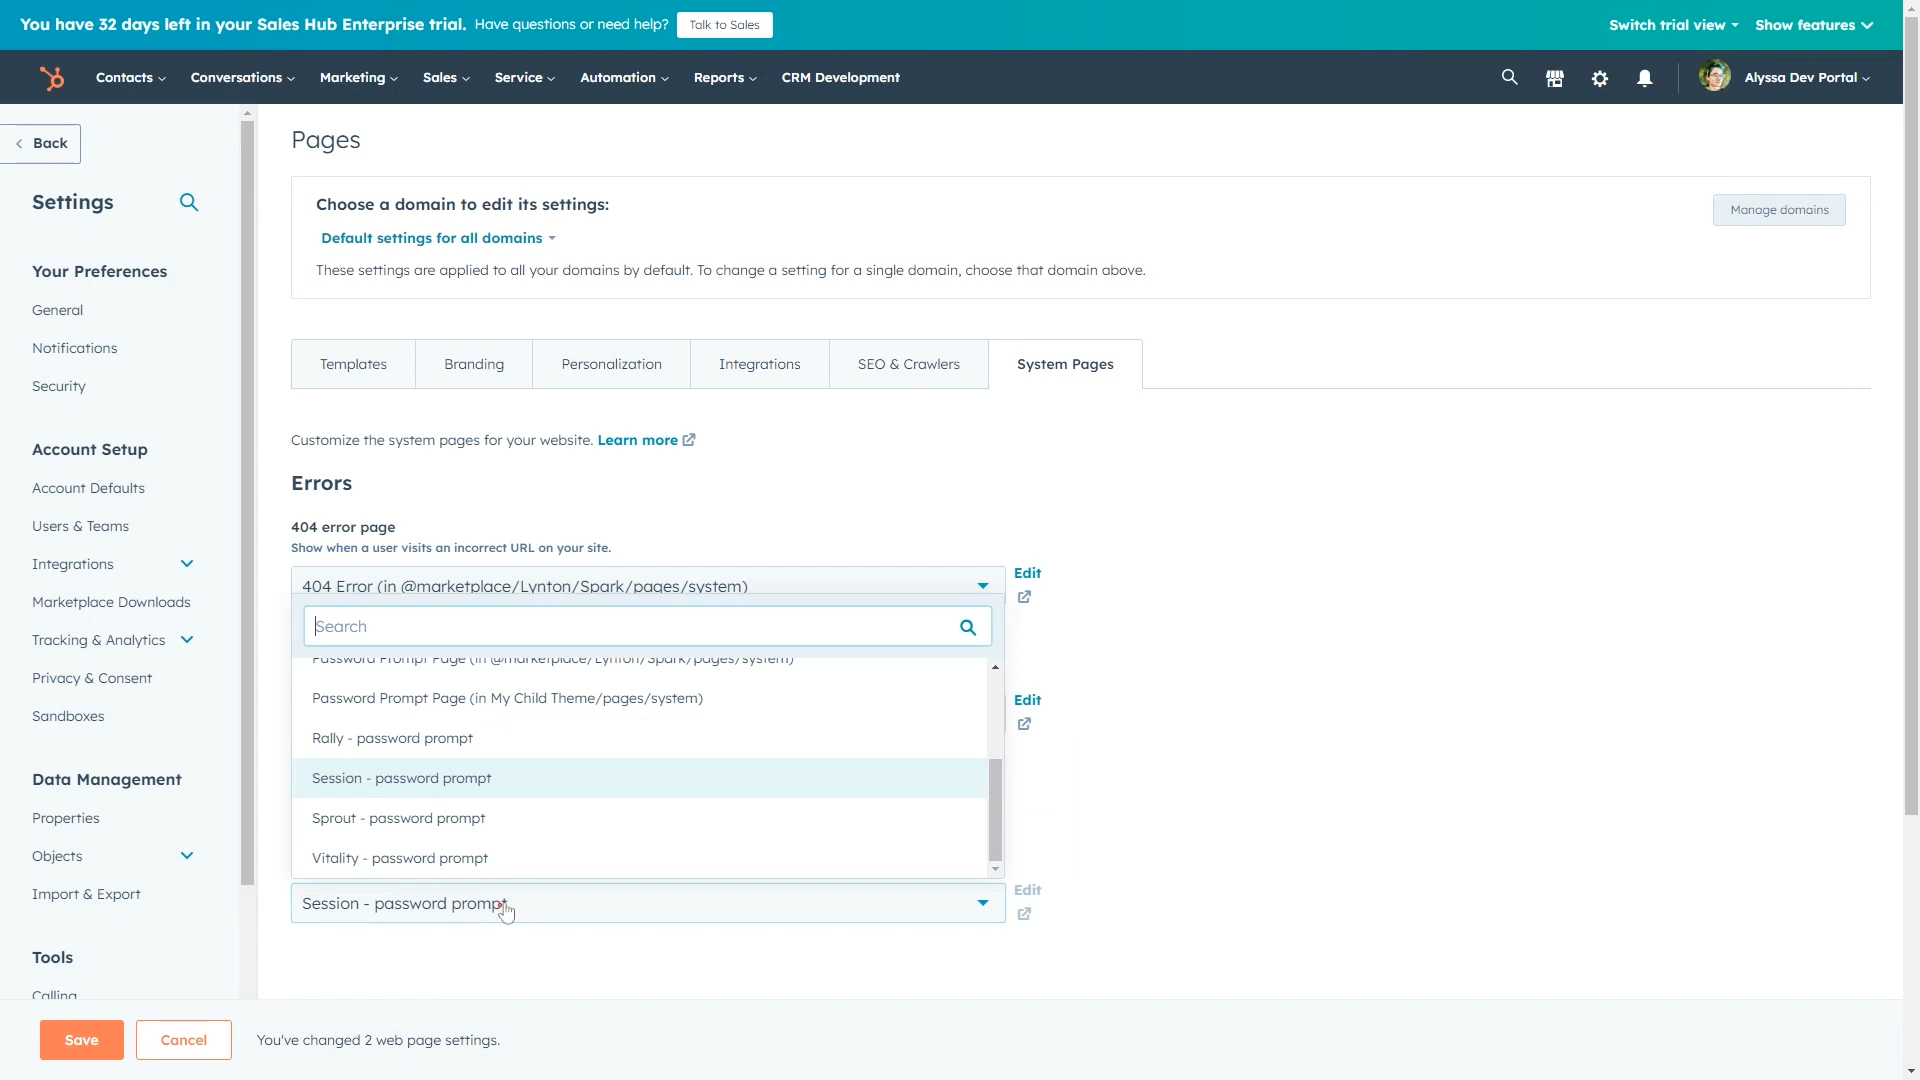 You have 32 days left in your Sales Hub Enterprise trial. Have questions or need help? Talk to Sales Switch trial view Show features
Contacts Conversations Marketing Sales Service Automation Reports CRM Development Alyssa Dev Portal
Back
Settings
Your Preferences
General
Notifications
Security
Account Setup
Account Defaults
Users & Teams
Integrations
Marketplace Downloads
Tracking & Analytics
Privacy & Consent
Sandboxes
Data Management
Properties
Objects
Import & Export
Tools
Calling
Pages
Choose a domain to edit its settings:
Manage domains
Default settings for all domains
These settings are applied to all your domains by default. To change a setting for a single domain, choose that domain above.
Templates Branding Personalization Integrations SEO & Crawlers System Pages
Customize the system pages for your website. Learn more
Errors
404 error page
Show when a user visits an incorrect URL on your site.
404 Error (in @marketplace/Lynton/Spark/pages/system) Edit
Search
Password Prompt Page (in @marketplace/Lynton/Spark/pages/system)
Password Prompt Page (in My Child Theme/pages/system) Edit
Rally - password prompt
Session - password prompt
Sprout - password prompt
Vitality - password prompt
Session - password prompt Edit
Save Cancel You've changed 2 web page settings.